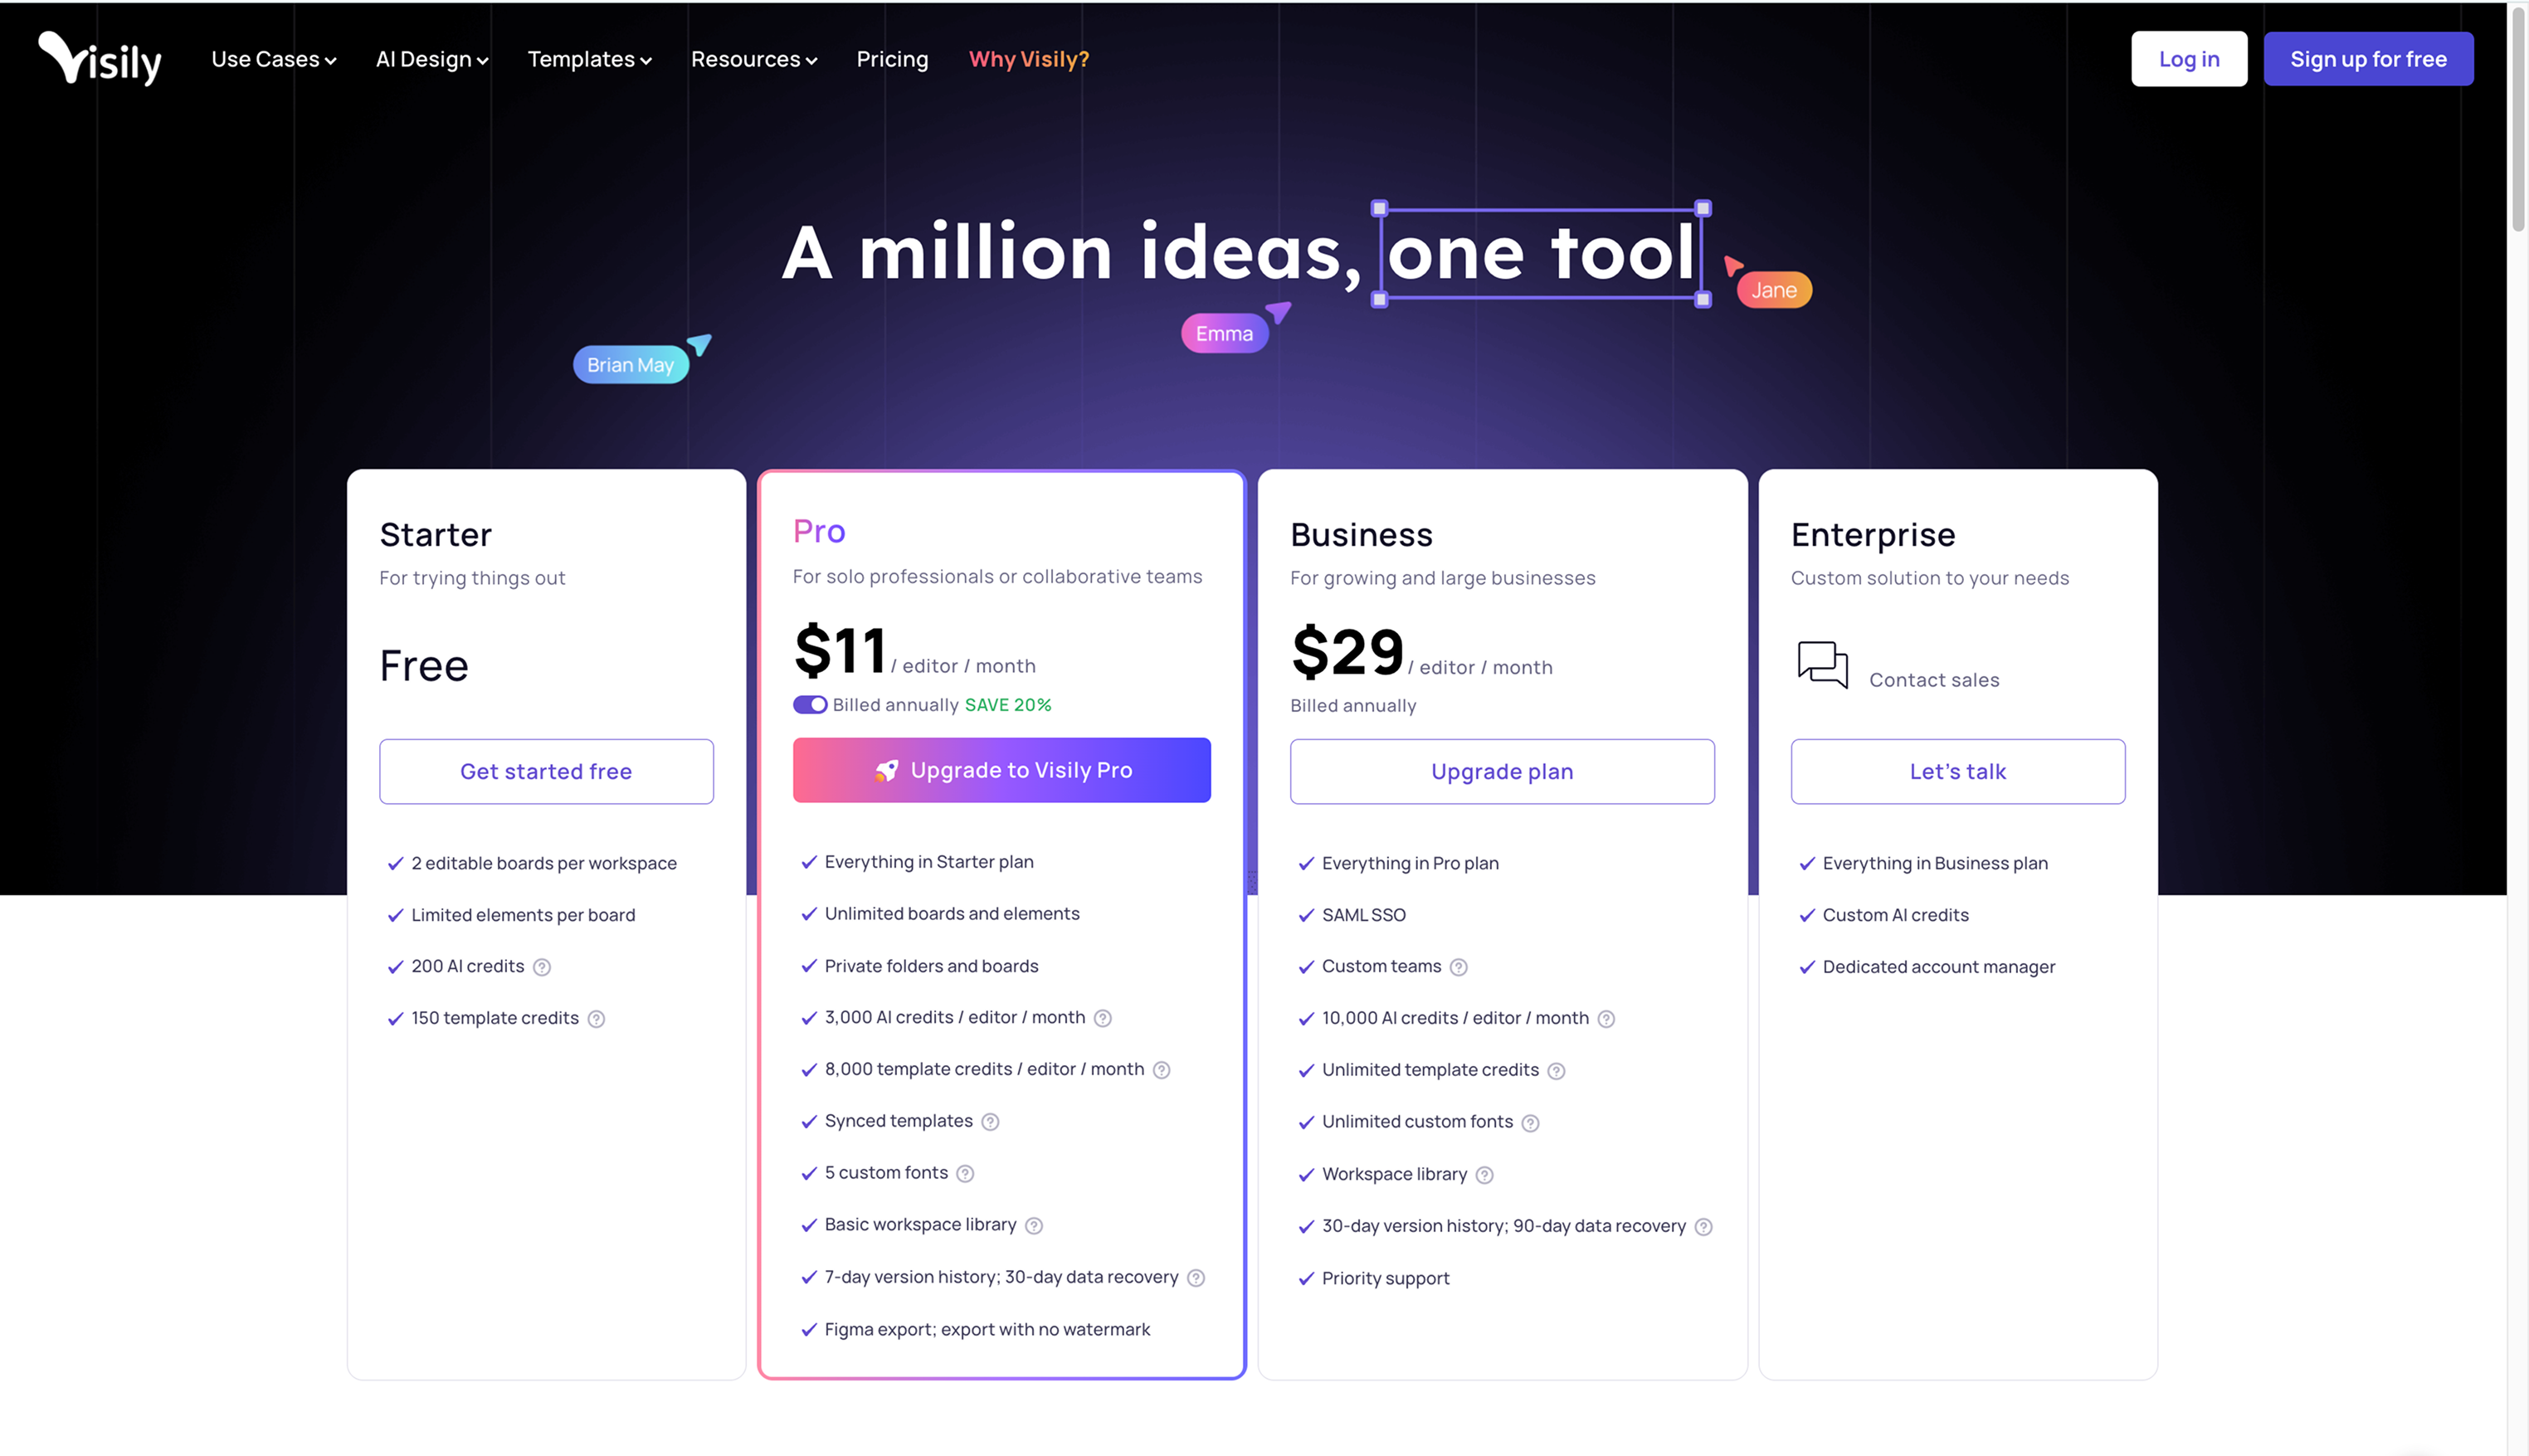 Visily
Use Cases
AI Design
Templates
Resources
Pricing
Why Visily?
Log in
Sign up for free
A million ideas, one tool
Jane
Emma
Brian May
Starter
For trying things out
Free
Get started free
2 editable boards per workspace
Limited elements per board
200 AI credits ?
150 template credits ?
Pro
For solo professionals or collaborative teams
$11 / editor / month
Billed annually SAVE 20%
Upgrade to Visily Pro
Everything in Starter plan
Unlimited boards and elements
Private folders and boards
3,000 AI credits / editor / month ?
8,000 template credits / editor / month ?
Synced templates ?
5 custom fonts ?
Basic workspace library ?
7-day version history; 30-day data recovery ?
Figma export; export with no watermark
Business
For growing and large businesses
$29 / editor / month
Billed annually
Upgrade plan
Everything in Pro plan
SAML SSO
Custom teams ?
10,000 AI credits / editor / month ?
Unlimited template credits ?
Unlimited custom fonts ?
Workspace library ?
30-day version history; 90-day data recovery ?
Priority support
Enterprise
Custom solution to your needs
Contact sales
Let's talk
Everything in Business plan
Custom AI credits
Dedicated account manager